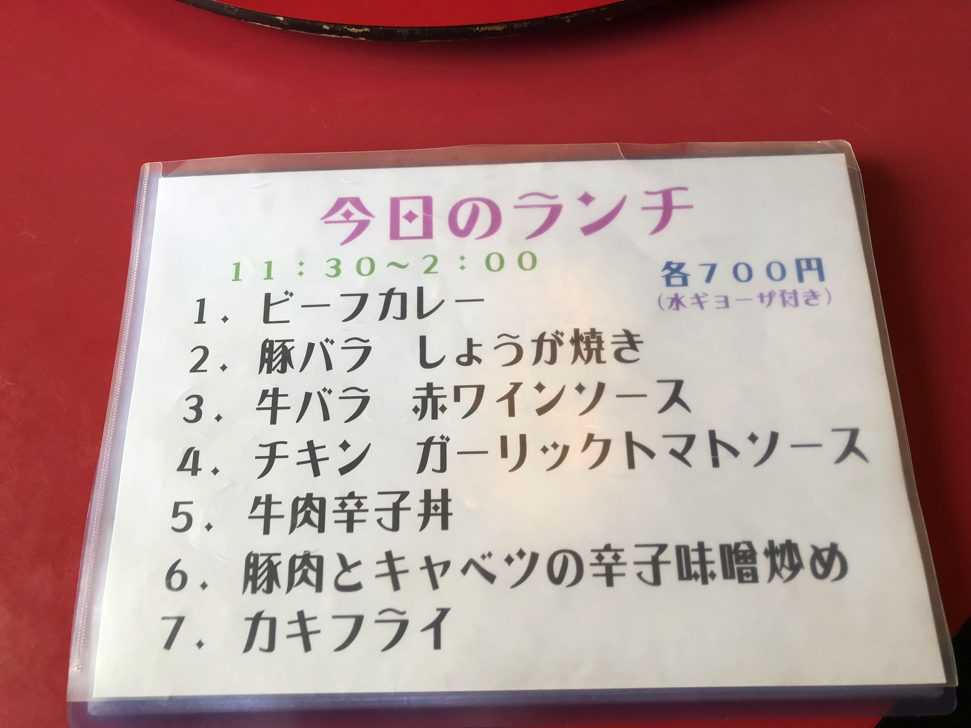 今日のランチ
11:30～2:00
各700円
(水ギョーザ付き)
1. ビーフカレー
2. 豚バラ しょうが焼き
3. 牛バラ 赤ワインソース
4. チキン ガーリックトマトソース
5. 牛肉辛子丼
6. 豚肉とキャベツの辛子味噌炒め
7. カキフライ